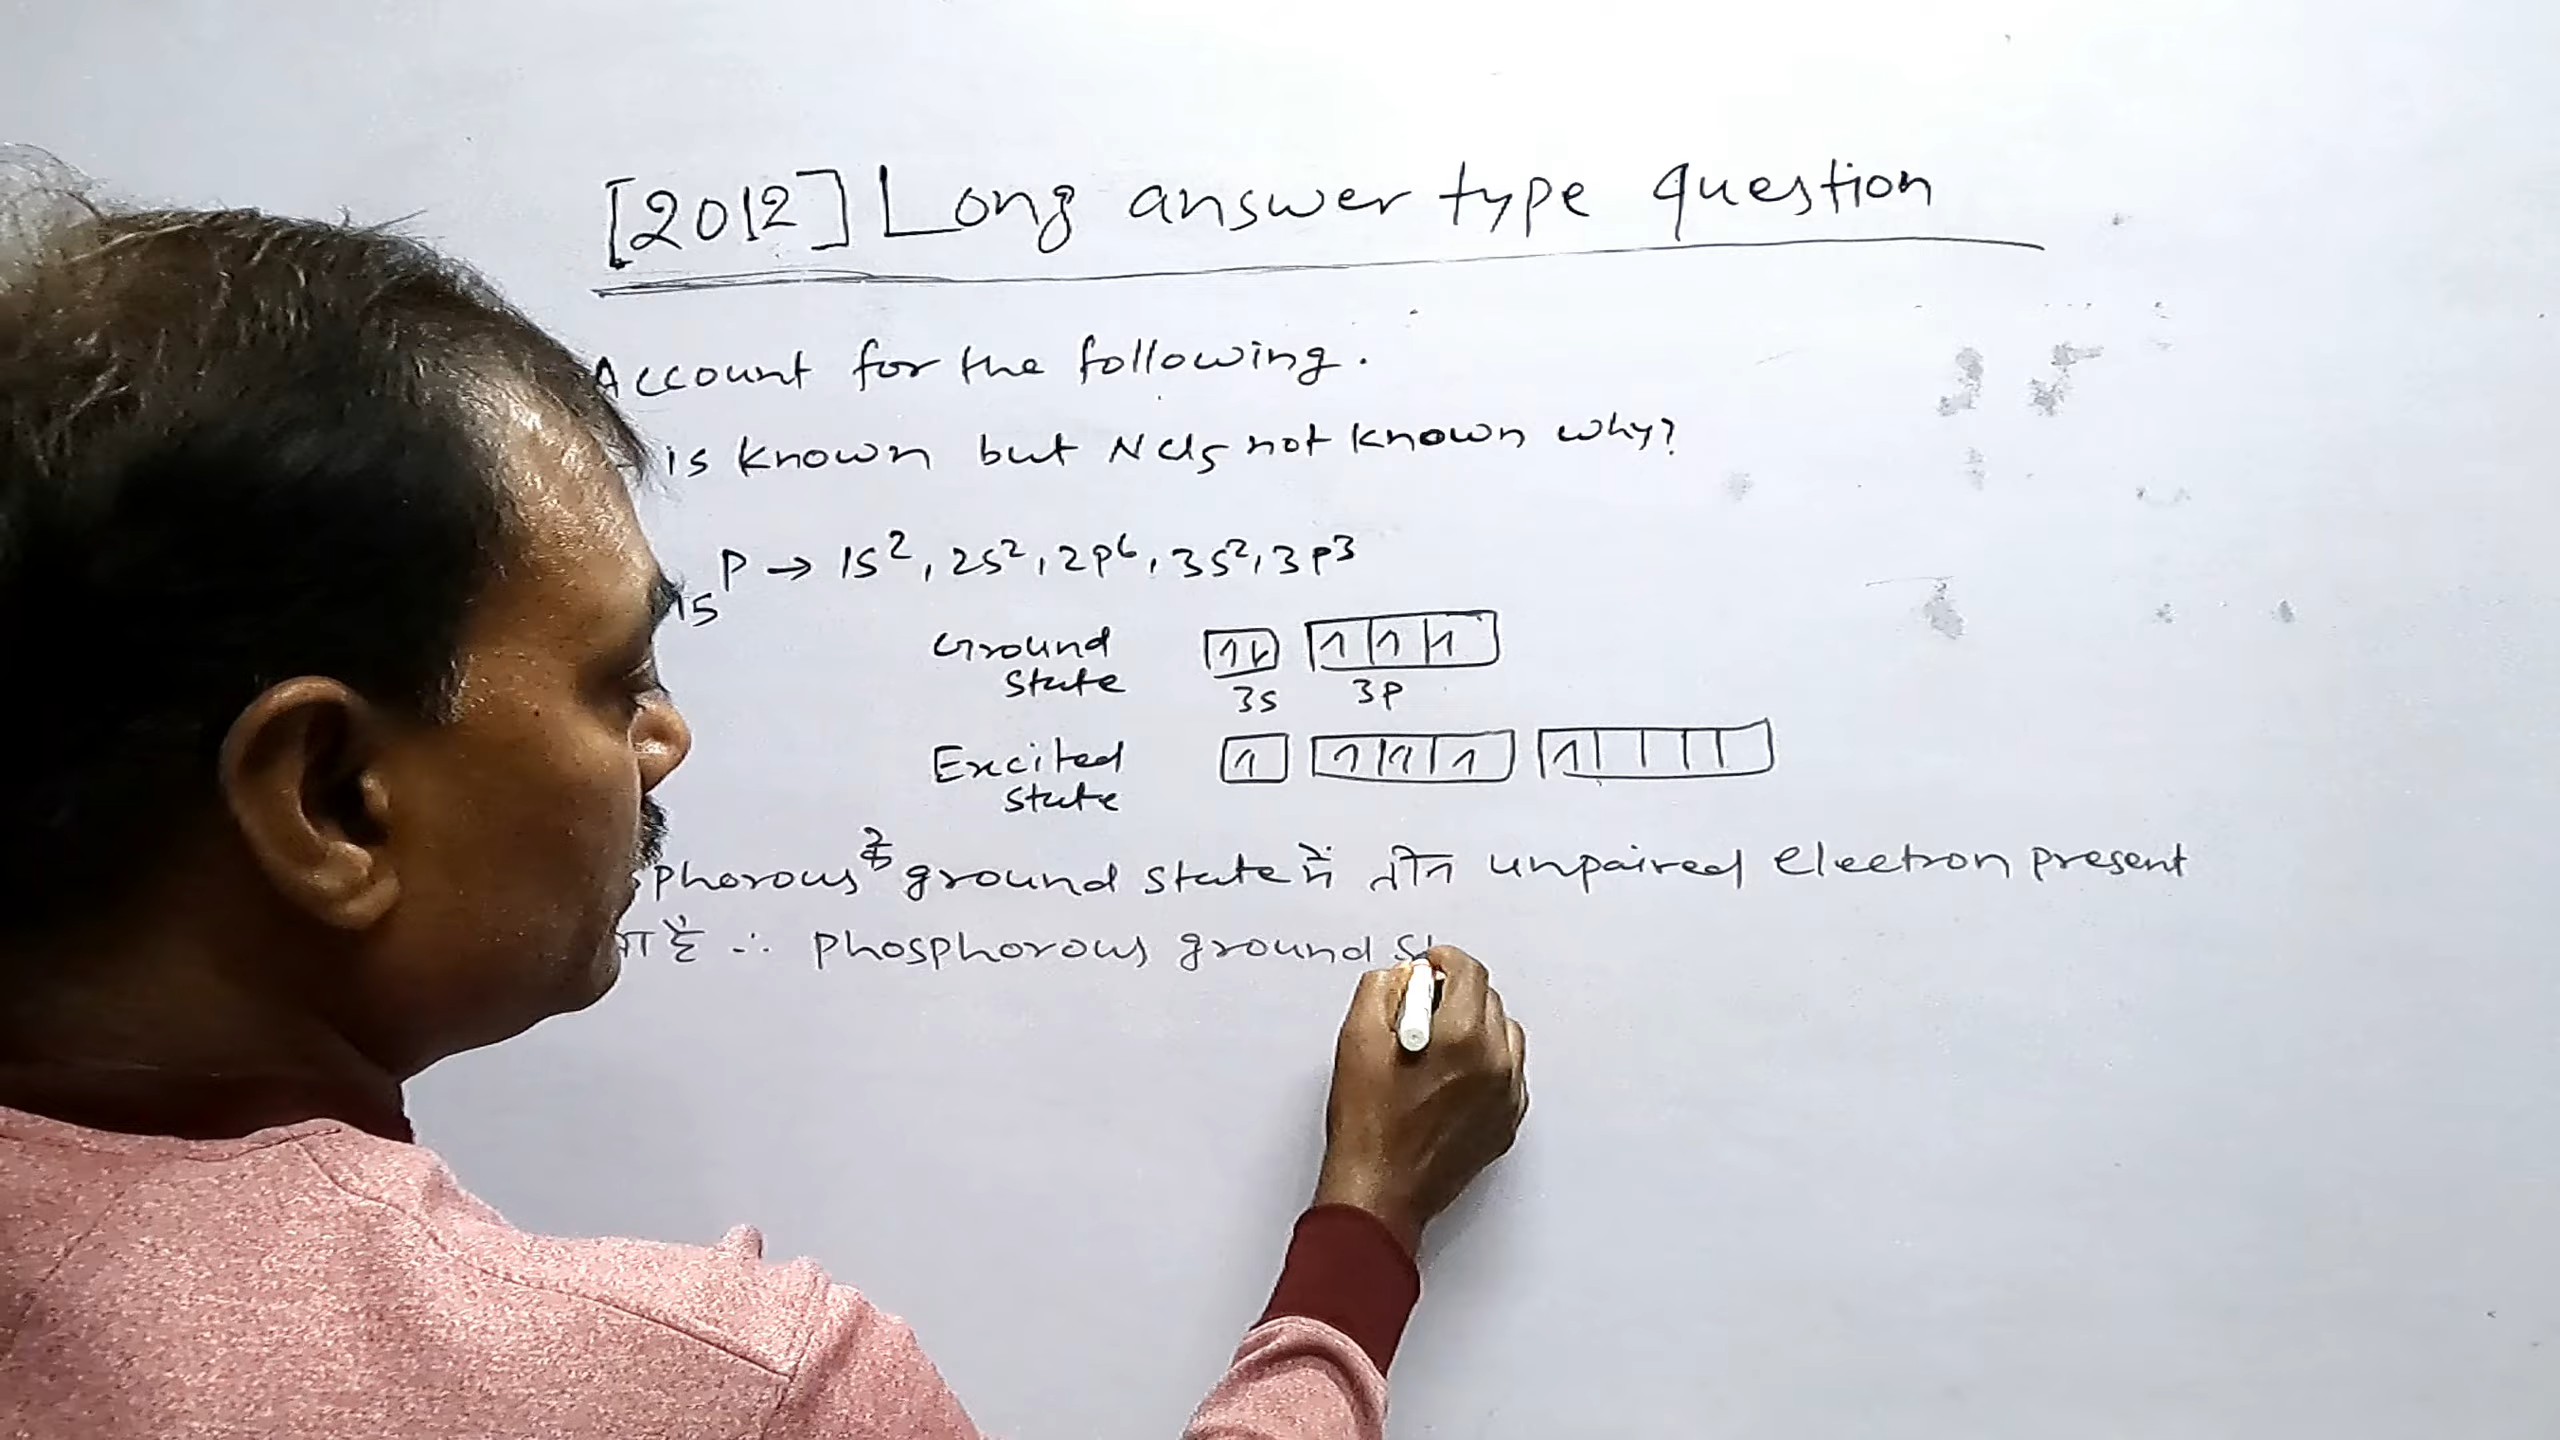 [2012] Long answer type question
Account for the following.
is known but NCl5 not known why?
15P → 1s², 2s², 2p⁶, 3s², 3p³
Ground state ↿⇂ ↿ ↿ ↿
3s 3p
Excited state ↿ ↿ ↿ ↿ ↿
phorous के ground state में तीन unpaired electron present
है ∴ phosphorous ground st